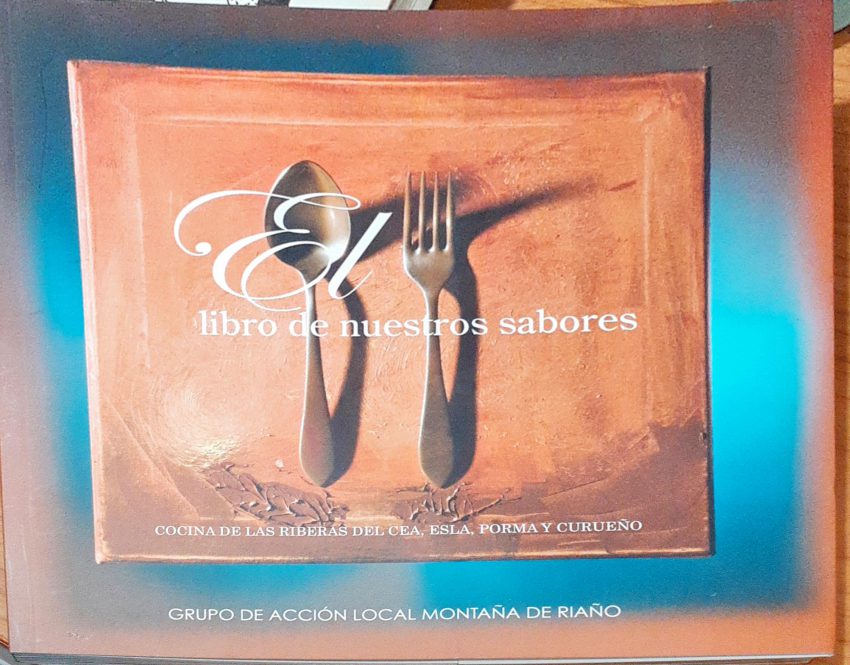 El
libro de nuestros sabores
COCINA DE LAS RIBERAS DEL CEA, ESLA, PORMA Y CURUEÑO
GRUPO DE ACCIÓN LOCAL MONTAÑA DE RIAÑO